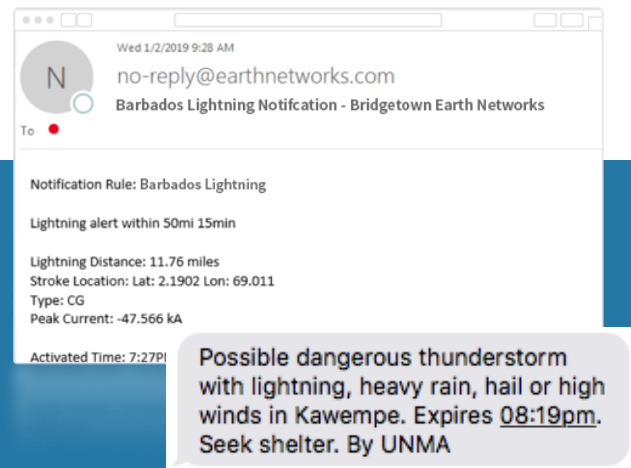 Wed 1/2/2019 9:28 AM
N
no-reply@earthnetworks.com
Barbados Lightning Notifcation - Bridgetown Earth Networks
To
Notification Rule: Barbados Lightning
Lightning alert within 50mi 15min
Lightning Distance: 11.76 miles
Stroke Location: Lat: 2.1902 Lon: 69.011
Type: CG
Peak Current: -47.566 kA
Activated Time: 7:27P
Possible dangerous thunderstorm
with lightning, heavy rain, hail or high
winds in Kawempe. Expires 08:19pm.
Seek shelter. By UNMA